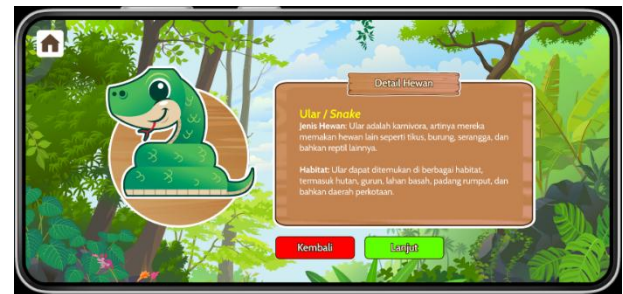 Detail Hewan
Ular / Snake
Jenis Hewan: Ular adalah karnivora, artinya mereka
memakan hewan lain seperti tikus, burung, serangga, dan
bahkan reptil lainnya.
Habitat: Ular dapat ditemukan di berbagai habitat,
termasuk hutan, gurun, lahan basah, padang rumput, dan
bahkan daerah perkotaan.
Kembali
Lanjut